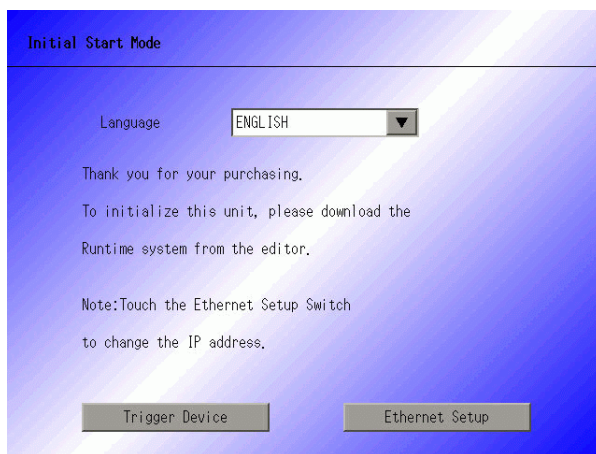 Initial Start Mode
Language ENGLISH
Thank you for your purchasing.
To initialize this unit, please download the
Runtime system from the editor.
Note:Touch the Ethernet Setup Switch
to change the IP address.
Trigger Device Ethernet Setup